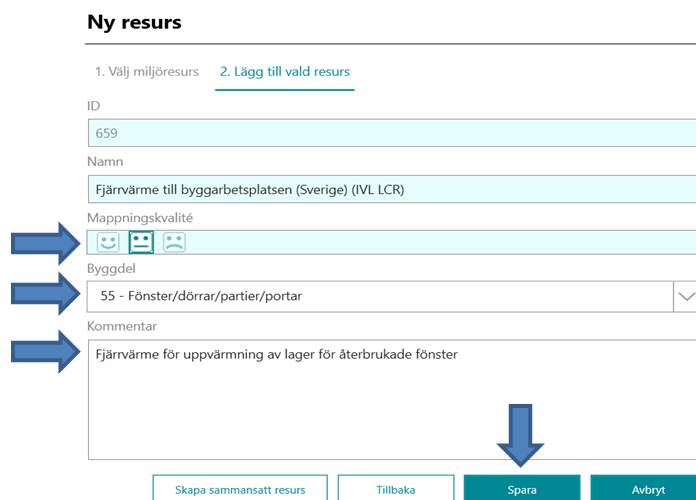 Ny resurs
1. Välj miljöresurs 2. Lägg till vald resurs
ID
659
Namn
Fjärrvärme till byggarbetsplatsen (Sverige) (IVL LCR)
Mappningskvalité
Byggdel
55 - Fönster/dörrar/partier/portar
Kommentar
Fjärrvärme för uppvärmning av lager för återbrukade fönster
Skapa sammansatt resurs Tillbaka Spara Avbryt